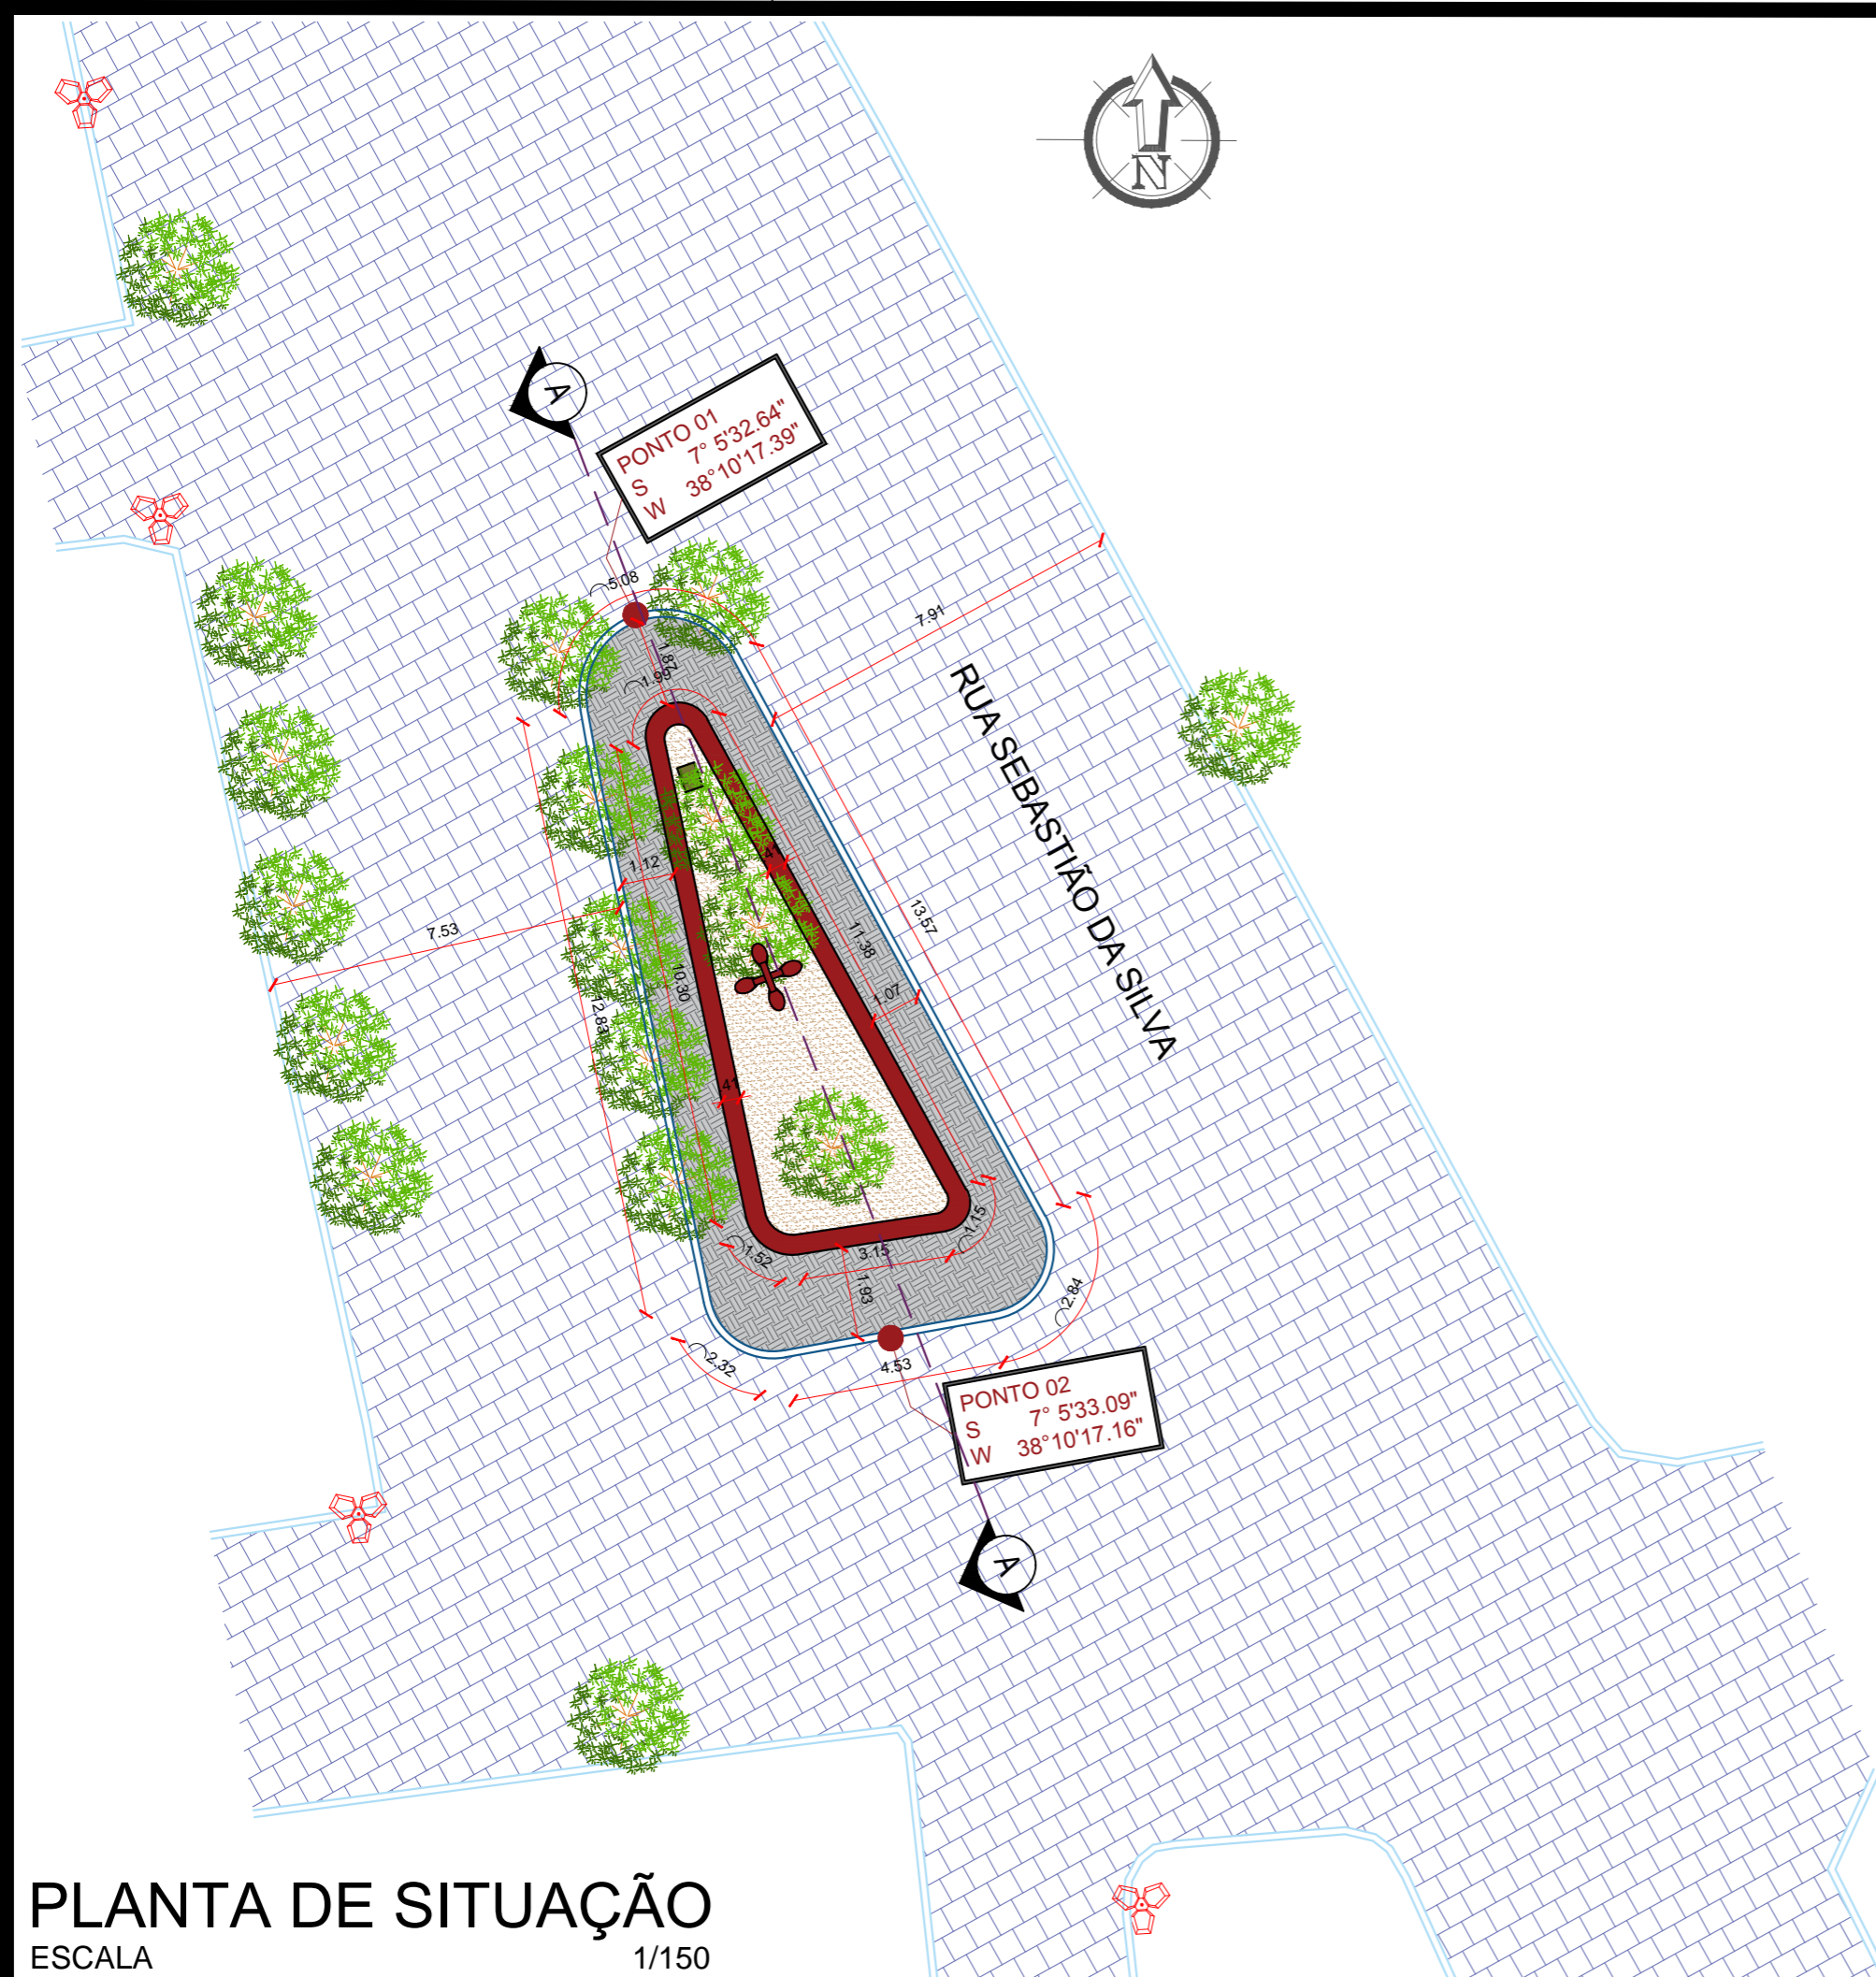 N
A
PONTO 01
S 7° 5'32.64"
W 38°10'17.39"
5.08
1.87
1.99
7.91
RUA SEBASTIÃO DA SILVA
1.12
7.53
13.57
11.38
10.30
12.83
1.07
.41
1.15
1.52
3.15
1.93
2.84
2.32
4.53
PONTO 02
S 7° 5'33.09"
W 38°10'17.16"
A
PLANTA DE SITUAÇÃO
ESCALA 1/150